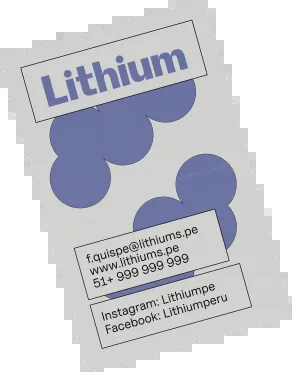 Lithium
f.quispe@lithiums.pe
www.lithiums.pe
51+ 999 999 999
Instagram: Lithiumpe
Facebook: Lithiumperu